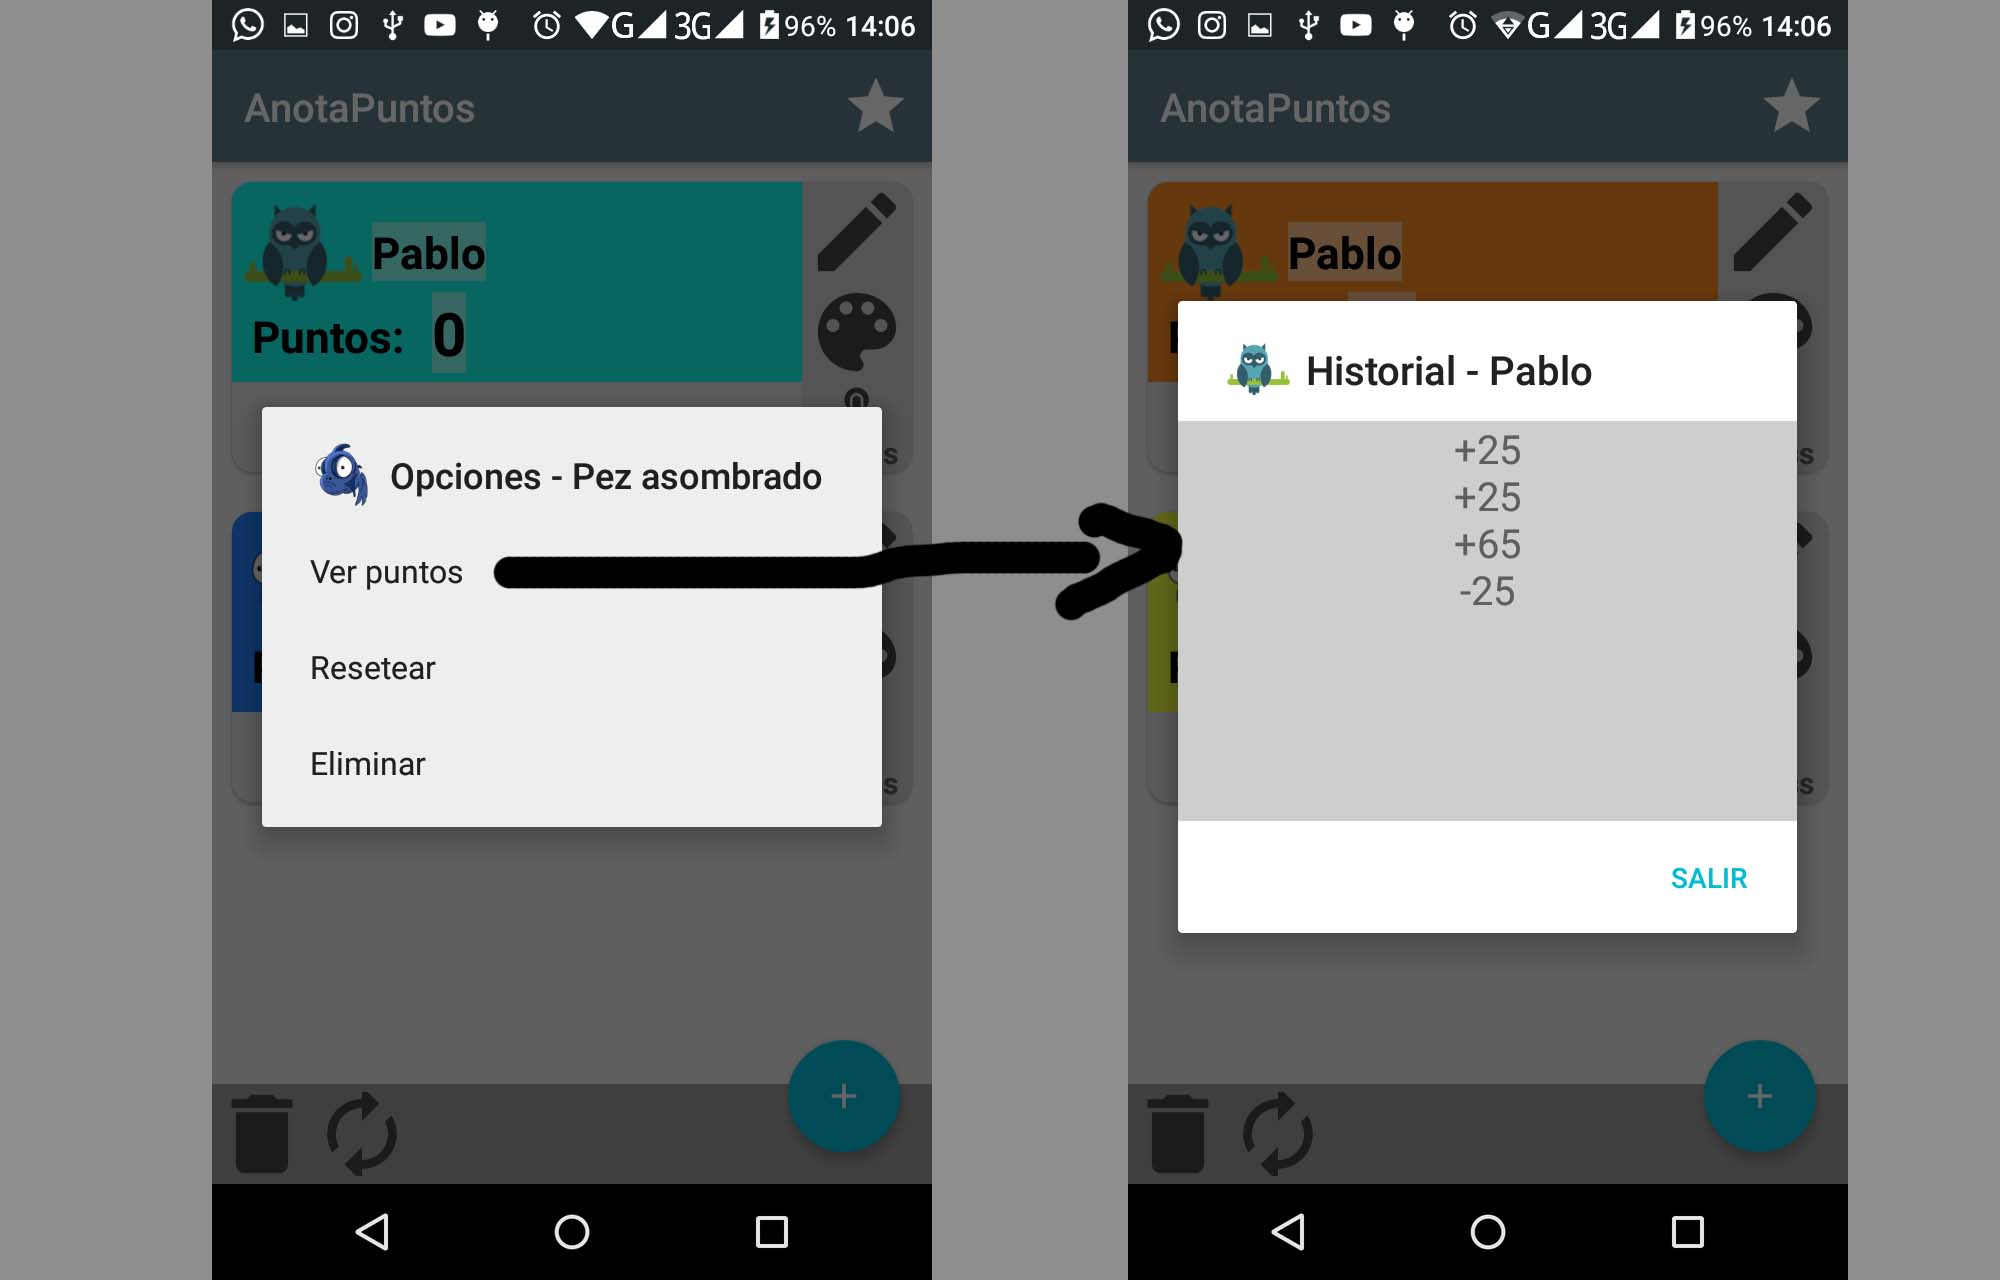 G 3G 96% 14:06
AnotaPuntos
Pablo
Puntos: 0
s
Opciones - Pez asombrado
Ver puntos
Resetear
Eliminar
s
G 3G 96% 14:06
AnotaPuntos
Pablo
Historial - Pablo
+25
+25
+65
-25
s
s
SALIR